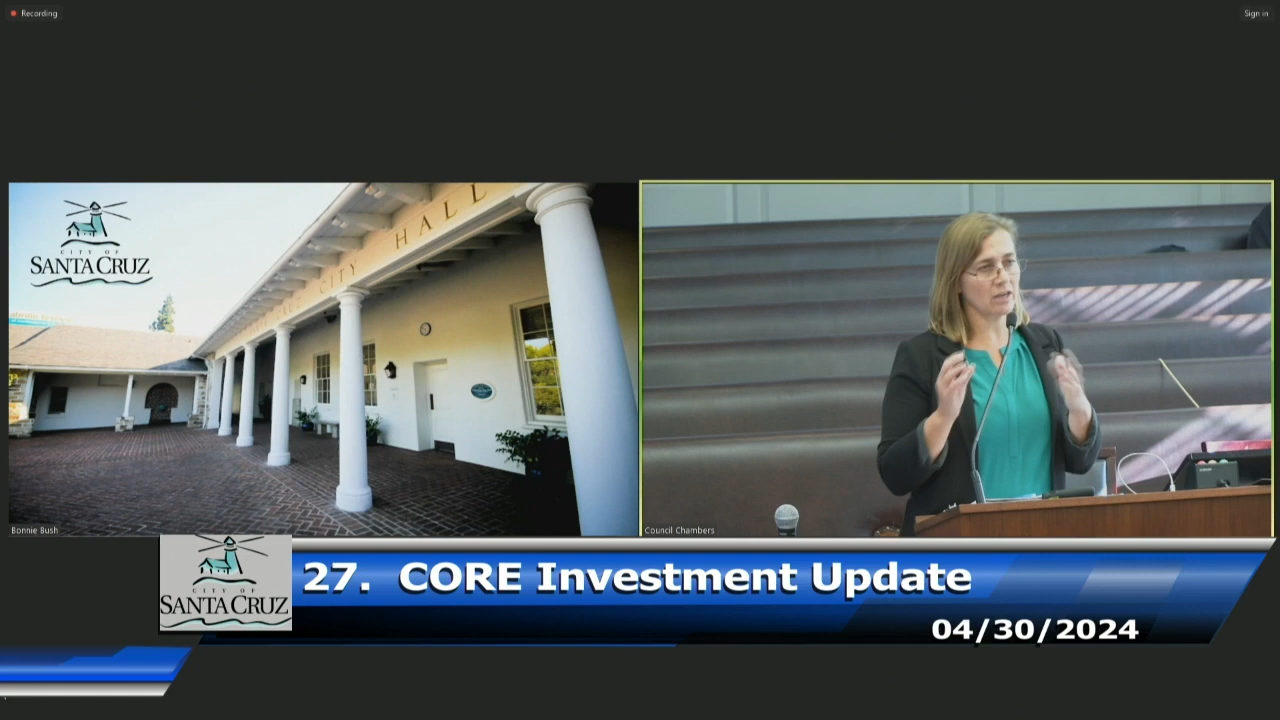 Recording
Sign in
CITY OF
SANTA CRUZ
CITY HALL
Bonnie Bush
Council Chambers
CITY OF
SANTA CRUZ
27. CORE Investment Update
04/30/2024